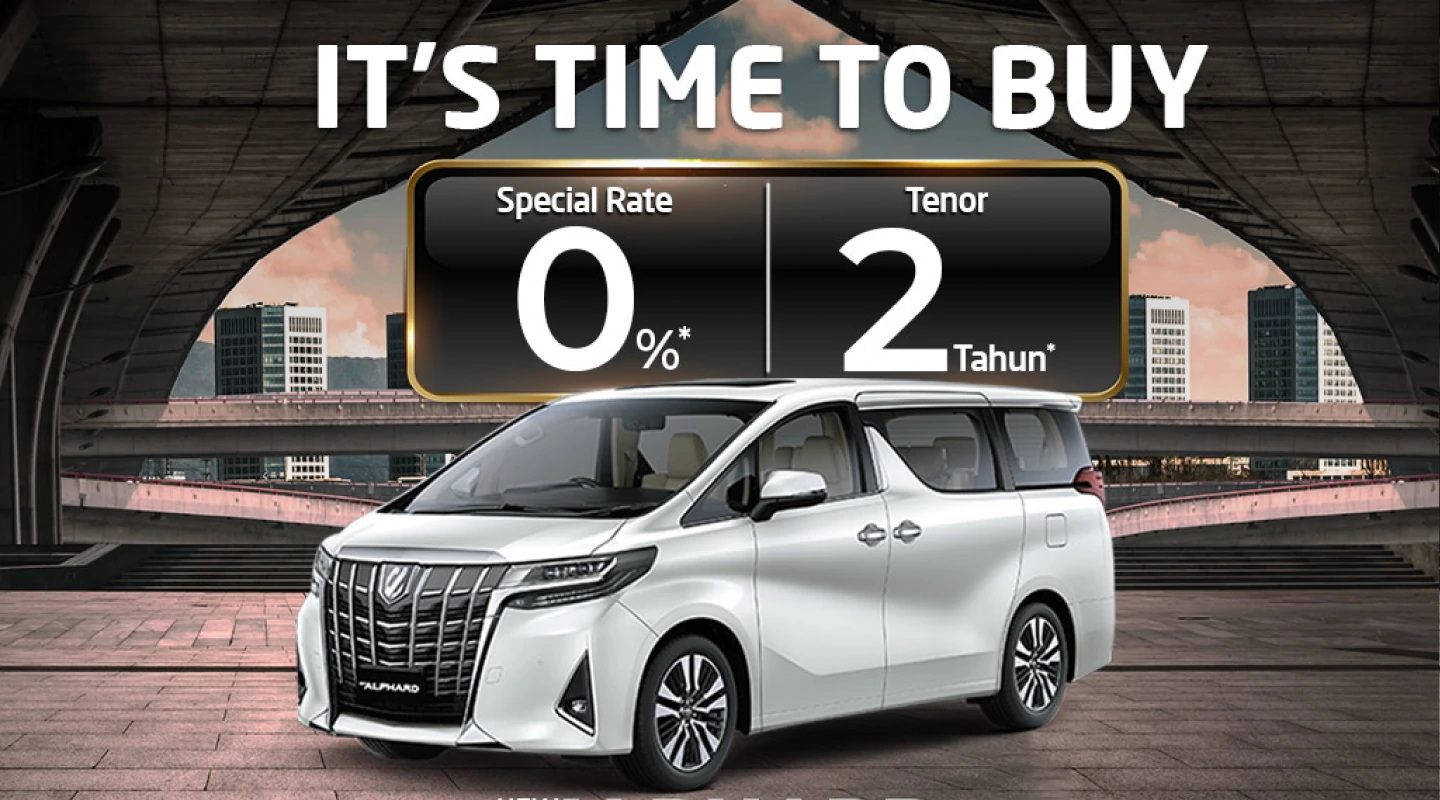 IT'S TIME TO BUY
Special Rate
0%*
Tenor
2 Tahun*
ALPHARD